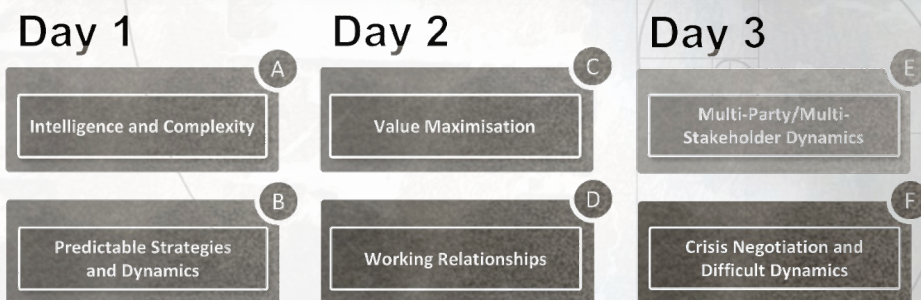 Day 1
A
Intelligence and Complexity
B
Predictable Strategies
and Dynamics
Day 2
C
Value Maximisation
D
Working Relationships
Day 3
E
Multi-Party/Multi-
Stakeholder Dynamics
F
Crisis Negotiation and
Difficult Dynamics